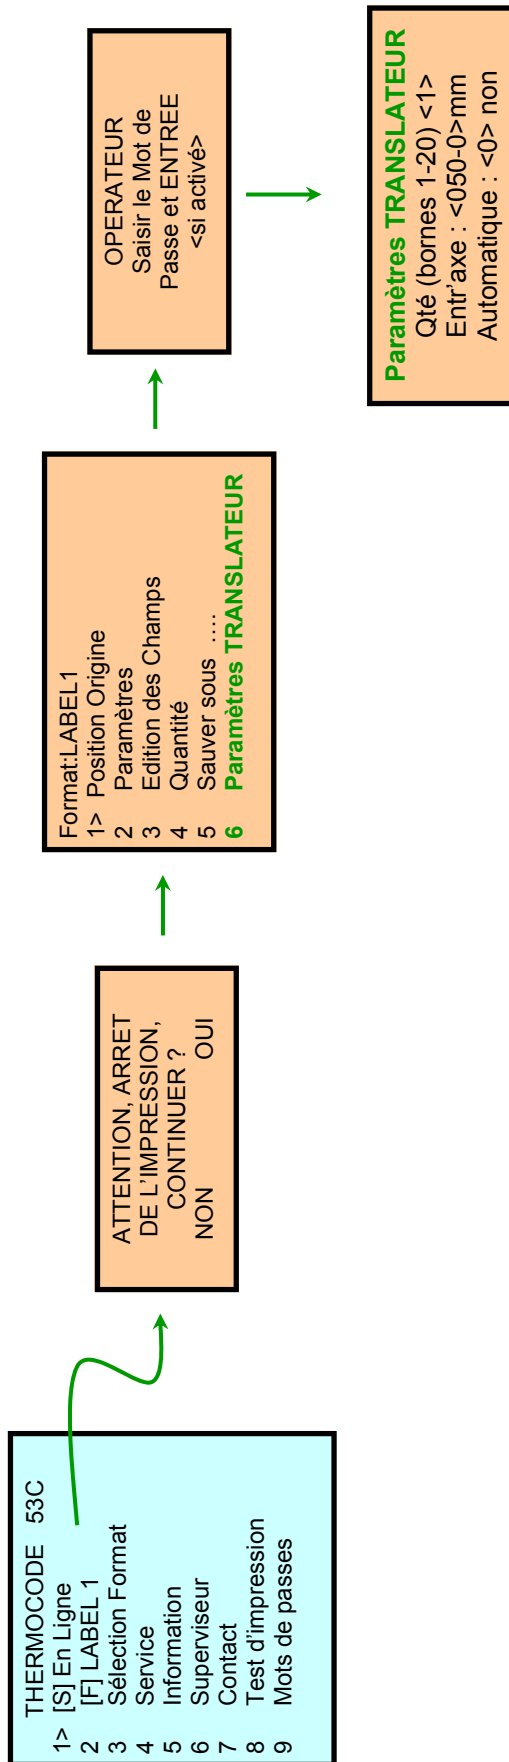 THERMOCODE 53C
1> [S] En Ligne
2 [F] LABEL 1
3 Sélection Format
4 Service
5 Information
6 Superviseur
7 Contact
8 Test d'impression
9 Mots de passes
ATTENTION, ARRET
DE L'IMPRESSION,
CONTINUER ?
NON OUI
Format:LABEL1
1> Position Origine
2 Paramètres
3 Edition des Champs
4 Quantité
5 Sauver sous ….
6 Paramètres TRANSLATEUR
OPERATEUR
Saisir le Mot de
Passe et ENTREE
<si activé>
Paramètres TRANSLATEUR
Qté (bornes 1-20) <1>
Entr'axe : <050-0>mm
Automatique : <0> non